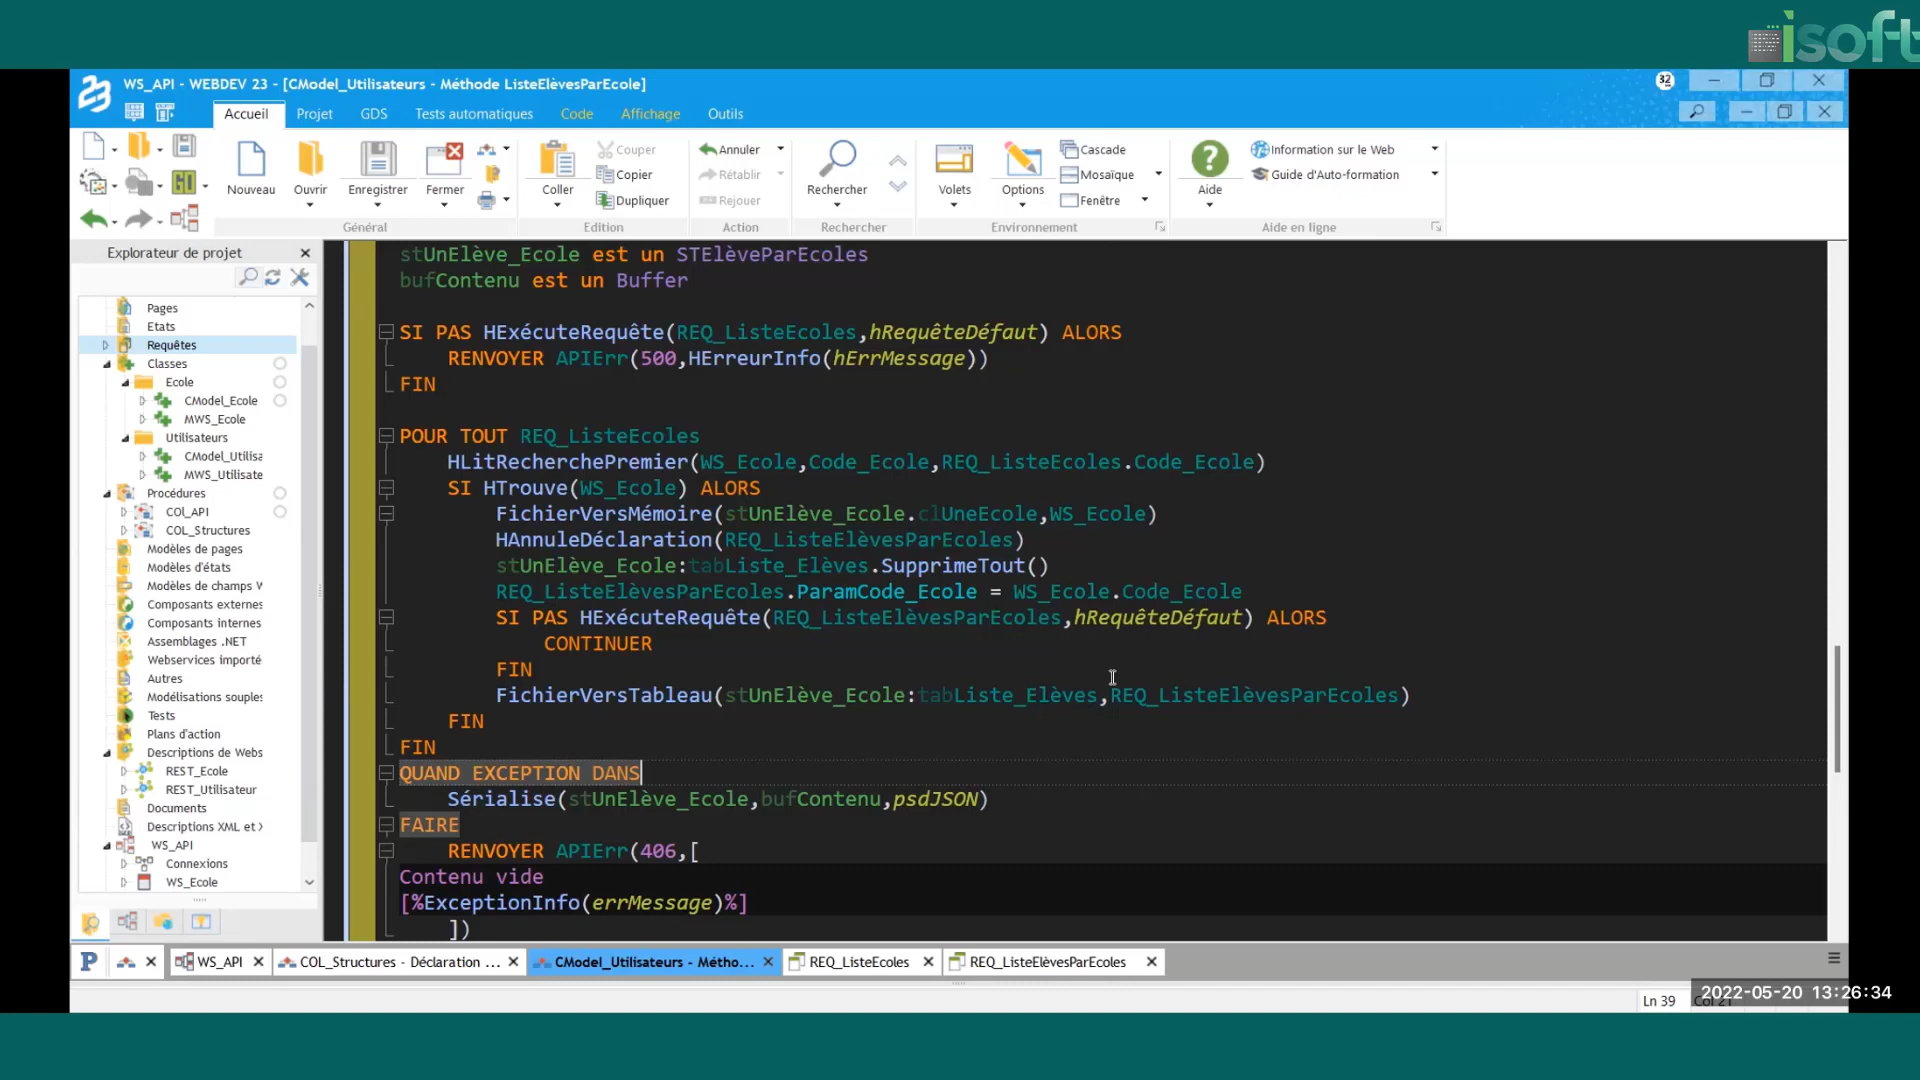 isoft
WS_API - WEBDEV 23 - [CModel_Utilisateurs - Méthode ListeElèvesParEcole]
32
Accueil Projet GDS Tests automatiques Code Affichage Outils
Nouveau Ouvrir Enregistrer Fermer
Général
Coller Couper Copier Dupliquer
Edition
Annuler Rétablir Rejouer
Action
Rechercher
Rechercher
Volets Options Cascade Mosaïque Fenêtre
Environnement
Aide Information sur le Web Guide d'Auto-formation
Aide en ligne
Explorateur de projet
Pages
Etats
Requêtes
Classes
Ecole
CModel_Ecole
MWS_Ecole
Utilisateurs
CModel_Utilisa
MWS_Utilisate
Procédures
COl_API
COL_Structures
Modèles de pages
Modèles d'états
Modèles de champs W
Composants externes
Composants internes
Assemblages .NET
Webservices importé
Autres
Modélisations souples
Tests
Plans d'action
Descriptions de Webs
REST_Ecole
REST_Utilisateur
Documents
Descriptions XML et X
WS_API
Connexions
WS_Ecole
stUnElève_Ecole est un STElèveParEcoles
bufContenu est un Buffer
SI PAS HExécuteRequête(REQ_ListeEcoles,hRequêteDéfaut) ALORS
RENVOYER APIErr(500,HErreurInfo(hErrMessage))
FIN
POUR TOUT REQ_ListeEcoles
HLitRecherchePremier(WS_Ecole,Code_Ecole,REQ_ListeEcoles.Code_Ecole)
SI HTrouve(WS_Ecole) ALORS
FichierVersMémoire(stUnElève_Ecole.clUneEcole,WS_Ecole)
HAnnuleDéclaration(REQ_ListeElèvesParEcoles)
stUnElève_Ecole:tabListe_Elèves.SupprimeTout()
REQ_ListeElèvesParEcoles.ParamCode_Ecole = WS_Ecole.Code_Ecole
SI PAS HExécuteRequête(REQ_ListeElèvesParEcoles,hRequêteDéfaut) ALORS
CONTINUER
FIN
FichierVersTableau(stUnElève_Ecole:tabListe_Elèves,REQ_ListeElèvesParEcoles)
FIN
FIN
QUAND EXCEPTION DANS
Sérialise(stUnElève_Ecole,bufContenu,psdJSON)
FAIRE
RENVOYER APIErr(406,[
Contenu vide
[%ExceptionInfo(errMessage)%]
])
WS_API COL_Structures - Déclaration ... CModel_Utilisateurs - Métho... REQ_ListeEcoles REQ_ListeElèvesParEcoles
Ln 39 Col 21
2022-05-20 13:26:34